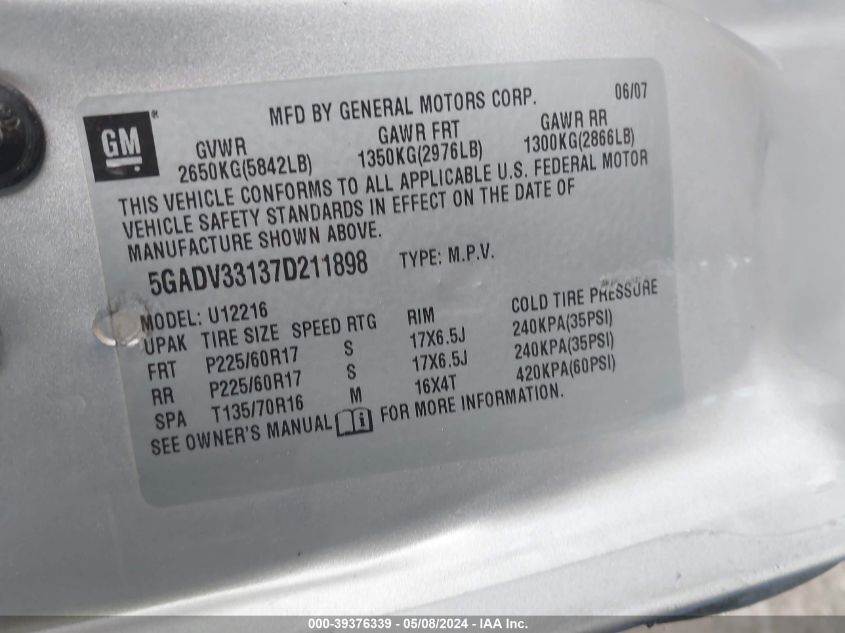 MFD BY GENERAL MOTORS CORP. 06/07
GM
GVWR GAWR FRT GAWR RR
2650KG(5842LB) 1350KG(2976LB) 1300KG(2866LB)
THIS VEHICLE CONFORMS TO ALL APPLICABLE U.S. FEDERAL MOTOR
VEHICLE SAFETY STANDARDS IN EFFECT ON THE DATE OF
MANUFACTURE SHOWN ABOVE.
5GADV33137D211898 TYPE: M.P.V.
MODEL: U12216
UPAK TIRE SIZE SPEED RTG RIM COLD TIRE PRESSURE
FRT P225/60R17 S 17X6.5J 240KPA(35PSI)
RR P225/60R17 S 17X6.5J 240KPA(35PSI)
SPA T135/70R16 M 16X4T 420KPA(60PSI)
SEE OWNER'S MANUAL FOR MORE INFORMATION.
000-39376339 - 05/08/2024 - IAA Inc.